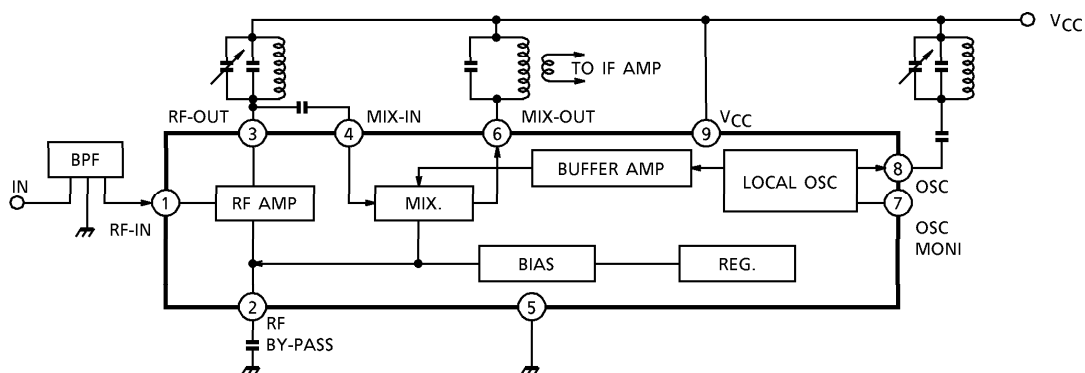 VCC
TO IF AMP
RF-OUT
3
4
MIX-IN
6
MIX-OUT
9
VCC
BPF
IN
1
RF-IN
RF AMP
MIX.
BUFFER AMP
LOCAL OSC
8
OSC
7
OSC
MONI
BIAS
REG.
2
RF
BY-PASS
5